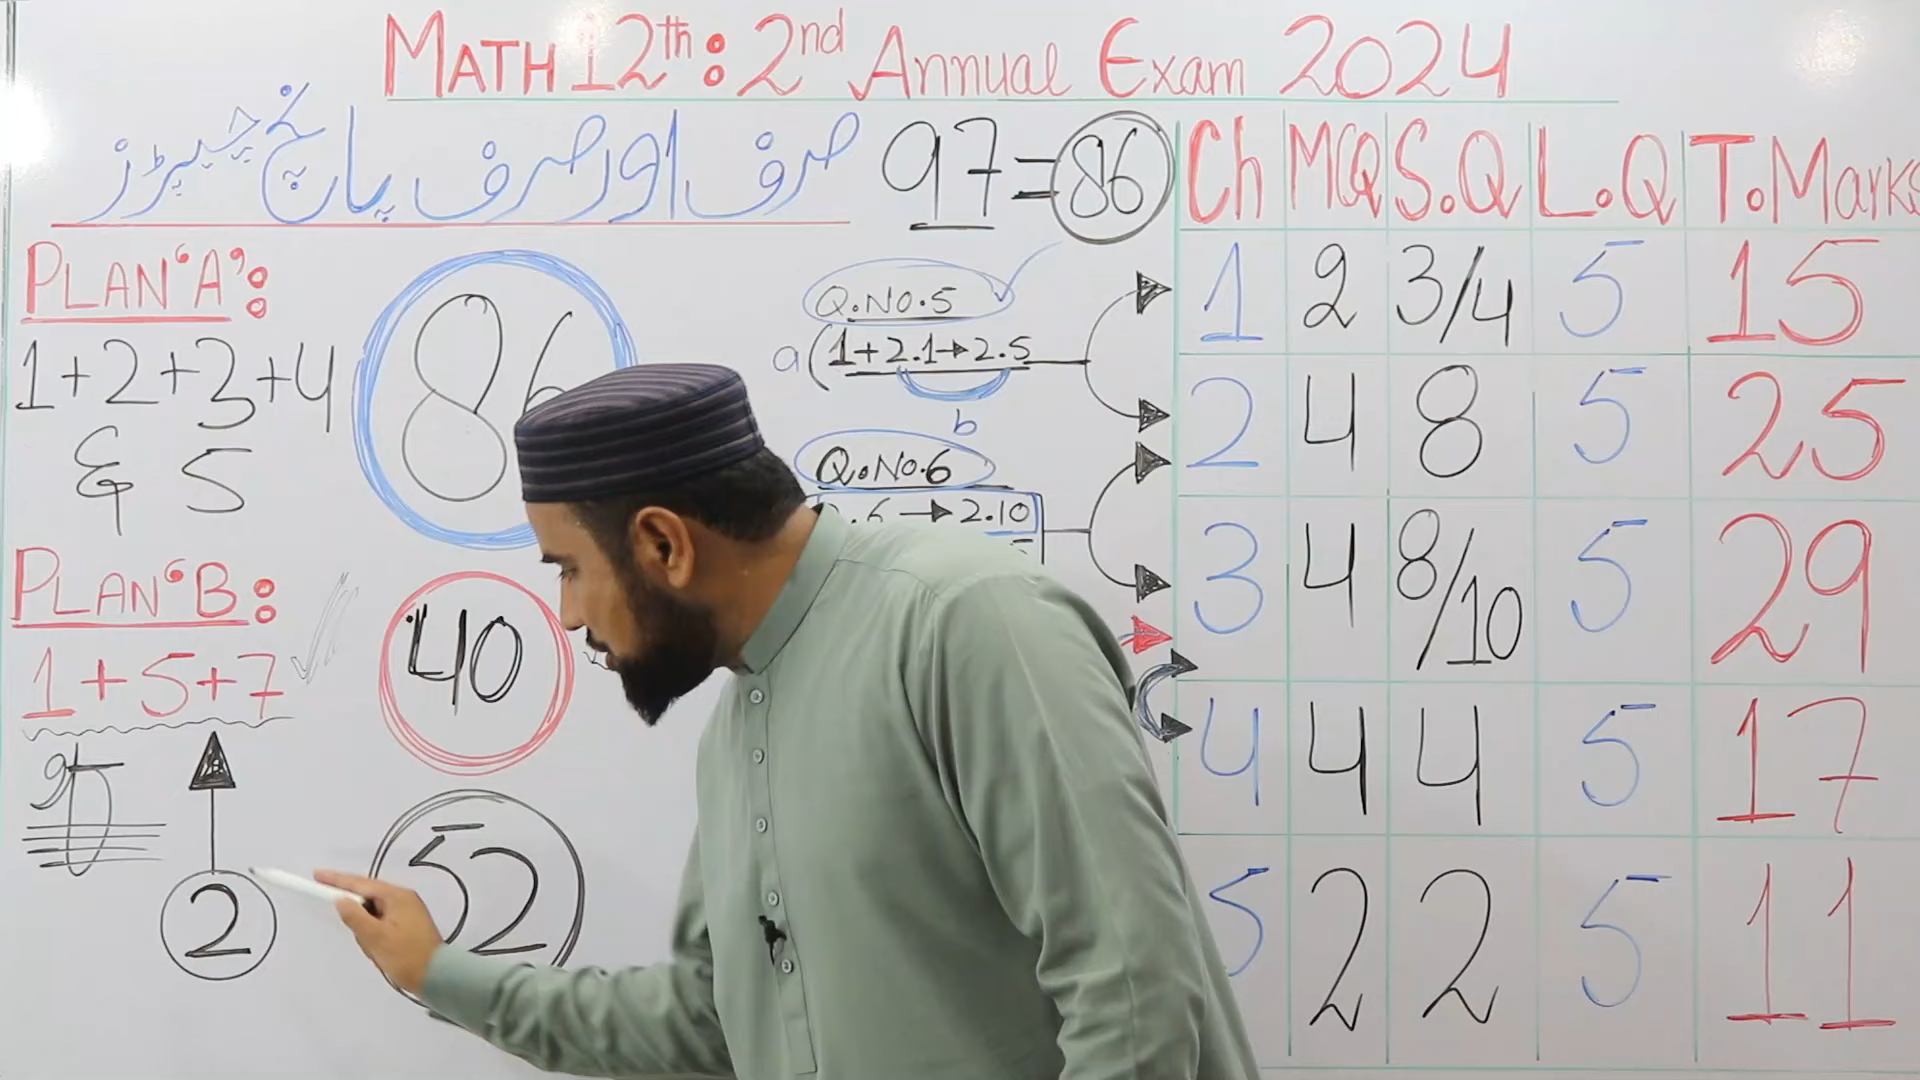 MATH 12th: 2nd Annual Exam 2024
صرف اور صرف پانچ چیپٹرز
97 = 86
PLAN 'A':
1+2+3+4
& 5
86
PLAN 'B:
1+5+7
2
40
52
Q.NO.5
a (1+2.1→2.5
b
Q.No.6
→ 2.10
Ch MCQ S.Q L.Q T.Marks
1 2 3/4 5 15
2 4 8 5 25
3 4 8/10 5 29
4 4 4 5 17
5 2 2 5 11